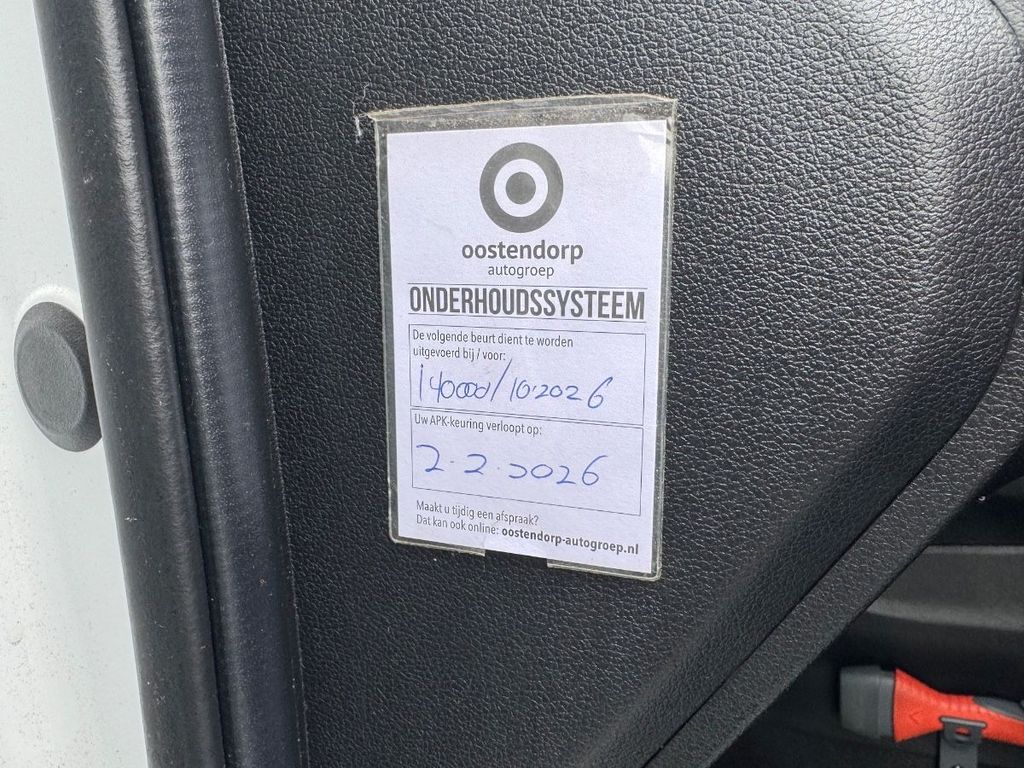 oostendorp
autogroep
ONDERHOUDSSYSTEEM
De volgende beurt dient te worden
uitgevoerd bij / voor:
140000/10-2026
Uw APK-keuring verloopt op:
2-2-2026
Maakt u tijdig een afspraak?
Dat kan ook online: oostendorp-autogroep.nl